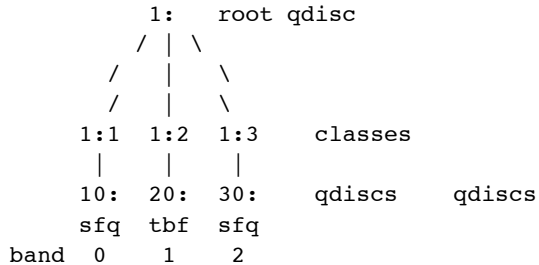 1: root qdisc
/ | \
/ | \
/ | \
1:1 1:2 1:3 classes
| | |
10: 20: 30: qdiscs qdiscs
sfq tbf sfq
band 0 1 2